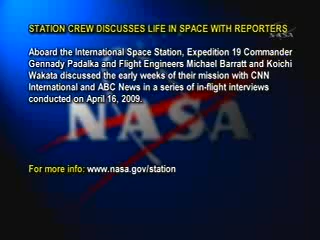 STATION CREW DISCUSSES LIFE IN SPACE WITH REPORTERS
NASA
Aboard the International Space Station, Expedition 19 Commander
Gennady Padalka and Flight Engineers Michael Barratt and Koichi
Wakata discussed the early weeks of their mission with CNN
International and ABC News in a series of in-flight interviews
conducted on April 16, 2009.
NASA
For more info: www.nasa.gov/station